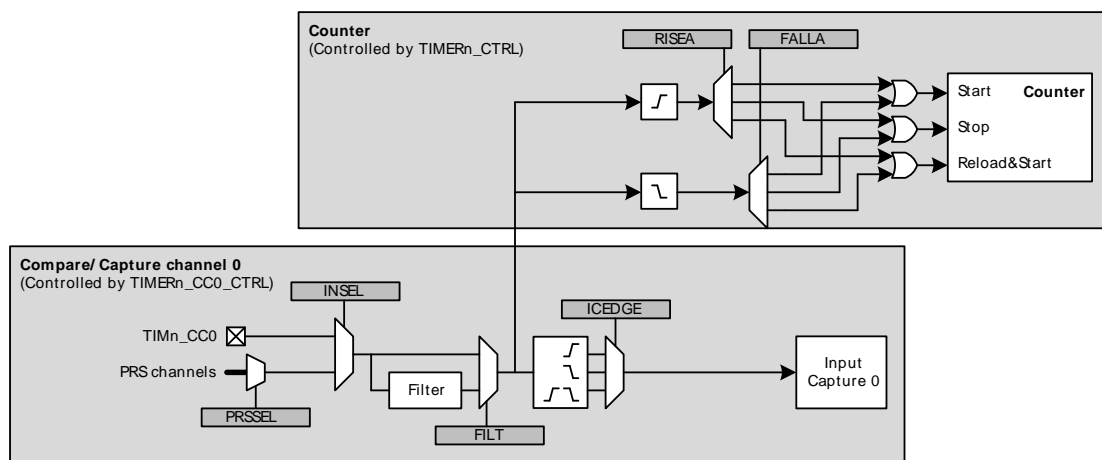 Counter
(Controlled by TIMERn_CTRL)
RISEA
FALLA
Start
Counter
Stop
Reload&Start
Compare/ Capture channel 0
(Controlled by TIMERn_CC0_CTRL)
INSEL
ICEDGE
TIMn_CC0
PRS channels
Filter
Input
Capture 0
PRSSEL
FILT